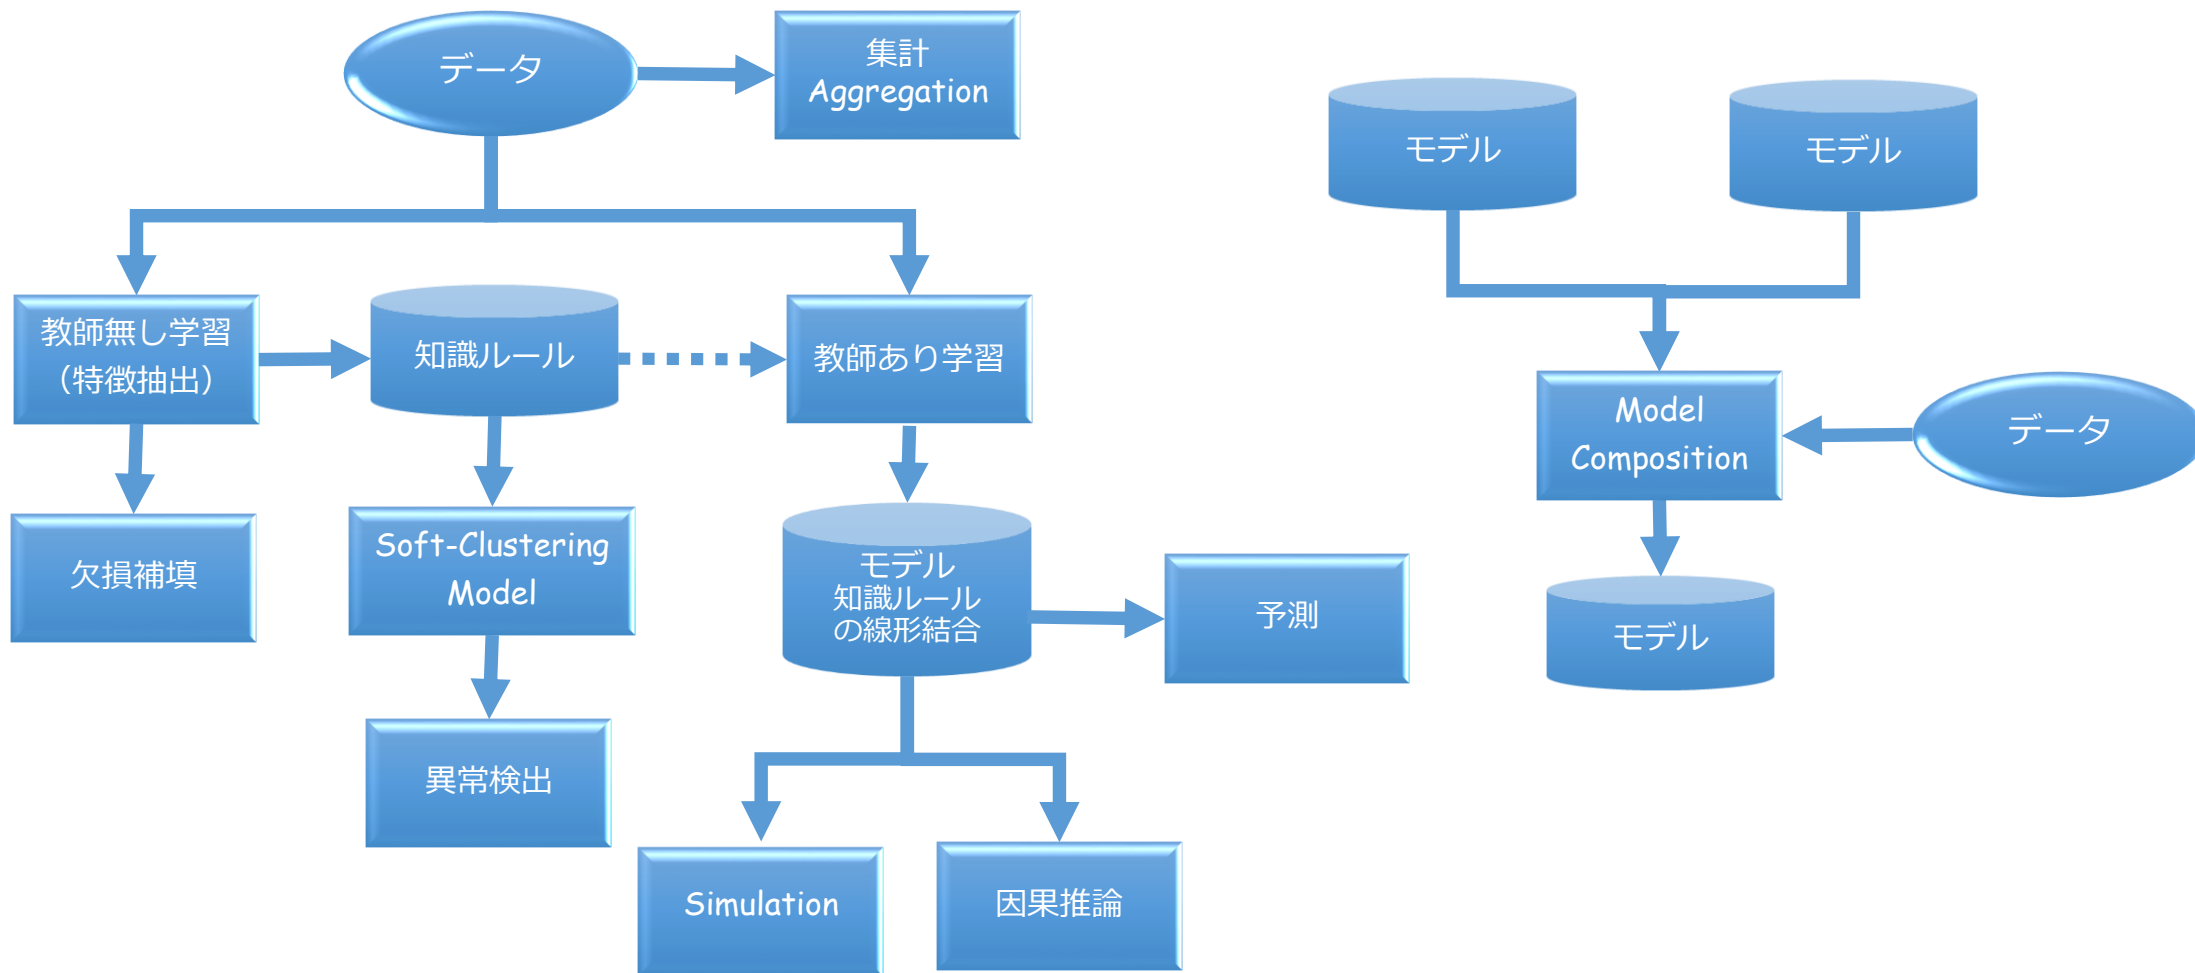 データ
集計
Aggregation
モデル
モデル
教師無し学習
（特徴抽出）
知識ルール
教師あり学習
Model
Composition
データ
欠損補填
Soft-Clustering
Model
モデル
知識ルール
の線形結合
予測
モデル
異常検出
Simulation
因果推論